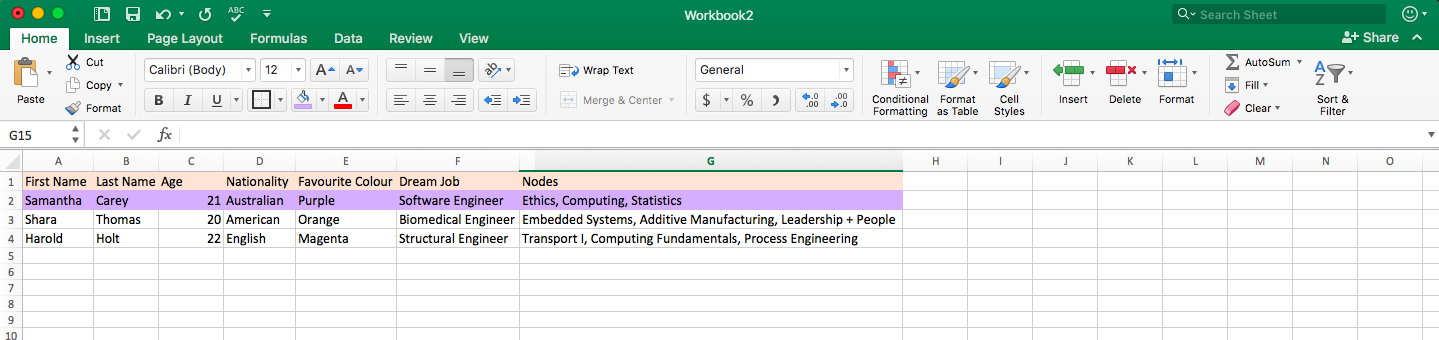 Workbook2
Search Sheet
ABC
Home Insert Page Layout Formulas Data Review View Share
Paste Cut Copy Format
Calibri (Body) 12 A A
B I U A
Wrap Text
Merge & Center
General
$ % .0 .00 .00 .0
Conditional Formatting Format as Table Cell Styles
Insert Delete Format
AutoSum
Fill
Clear
A Z Sort & Filter
G15 fx
A B C D E F G H I J K L M N O
1 First Name Last Name Age Nationality Favourite Colour Dream Job Nodes
2 Samantha Carey 21 Australian Purple Software Engineer Ethics, Computing, Statistics
3 Shara Thomas 20 American Orange Biomedical Engineer Embedded Systems, Additive Manufacturing, Leadership + People
4 Harold Holt 22 English Magenta Structural Engineer Transport I, Computing Fundamentals, Process Engineering
5
6
7
8
9
10